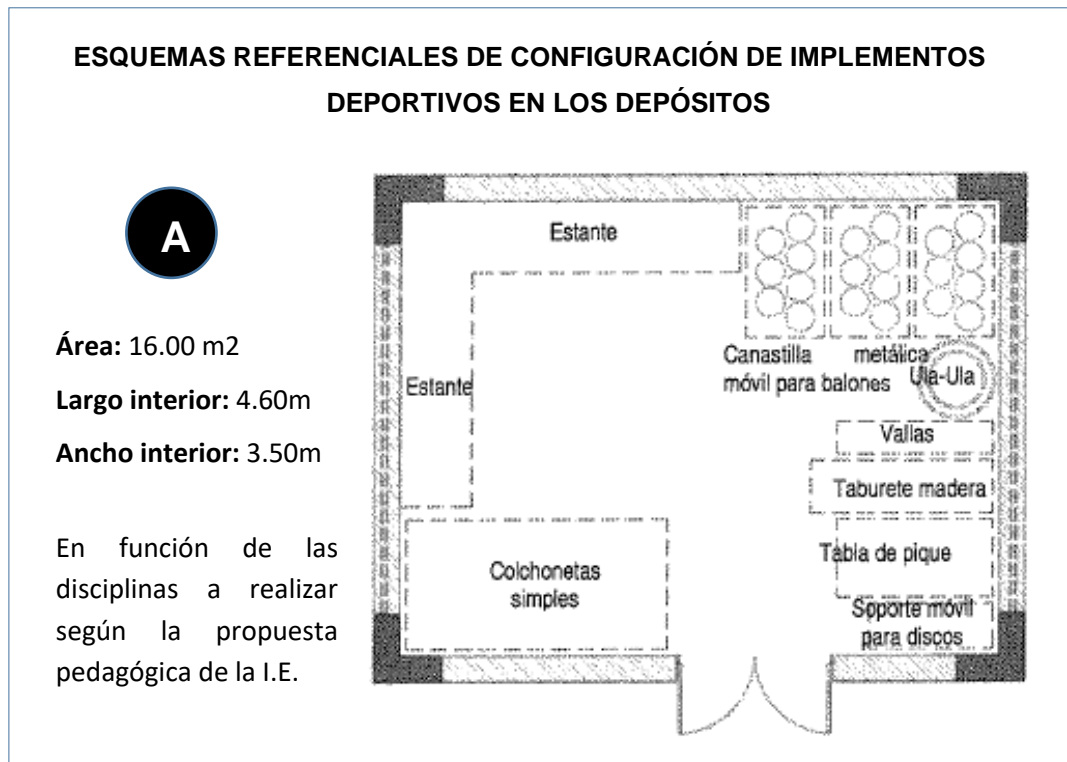 ESQUEMAS REFERENCIALES DE CONFIGURACIÓN DE IMPLEMENTOS
DEPORTIVOS EN LOS DEPÓSITOS
A
Área: 16.00 m2
Largo interior: 4.60m
Ancho interior: 3.50m
En función de las
disciplinas a realizar
según la propuesta
pedagógica de la I.E.
Estante
Estante
Canastilla metálica
móvil para balones
Ula-Ula
Vallas
Taburete madera
Tabla de pique
Colchonetas
simples
Soporte móvil
para discos